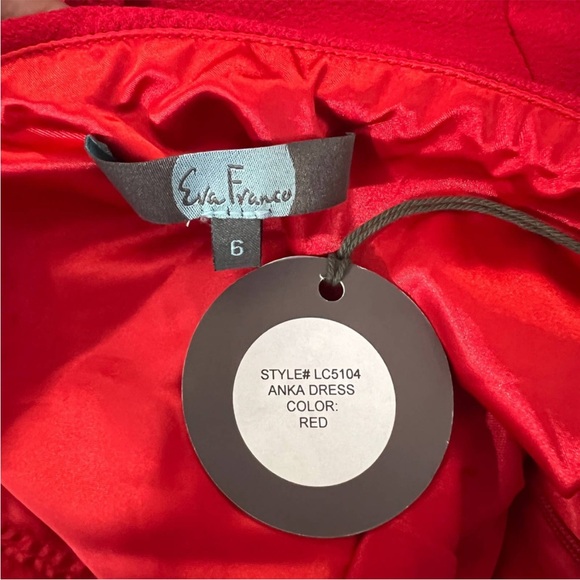 Eva Franco
6
STYLE# LC5104
ANKA DRESS
COLOR:
RED